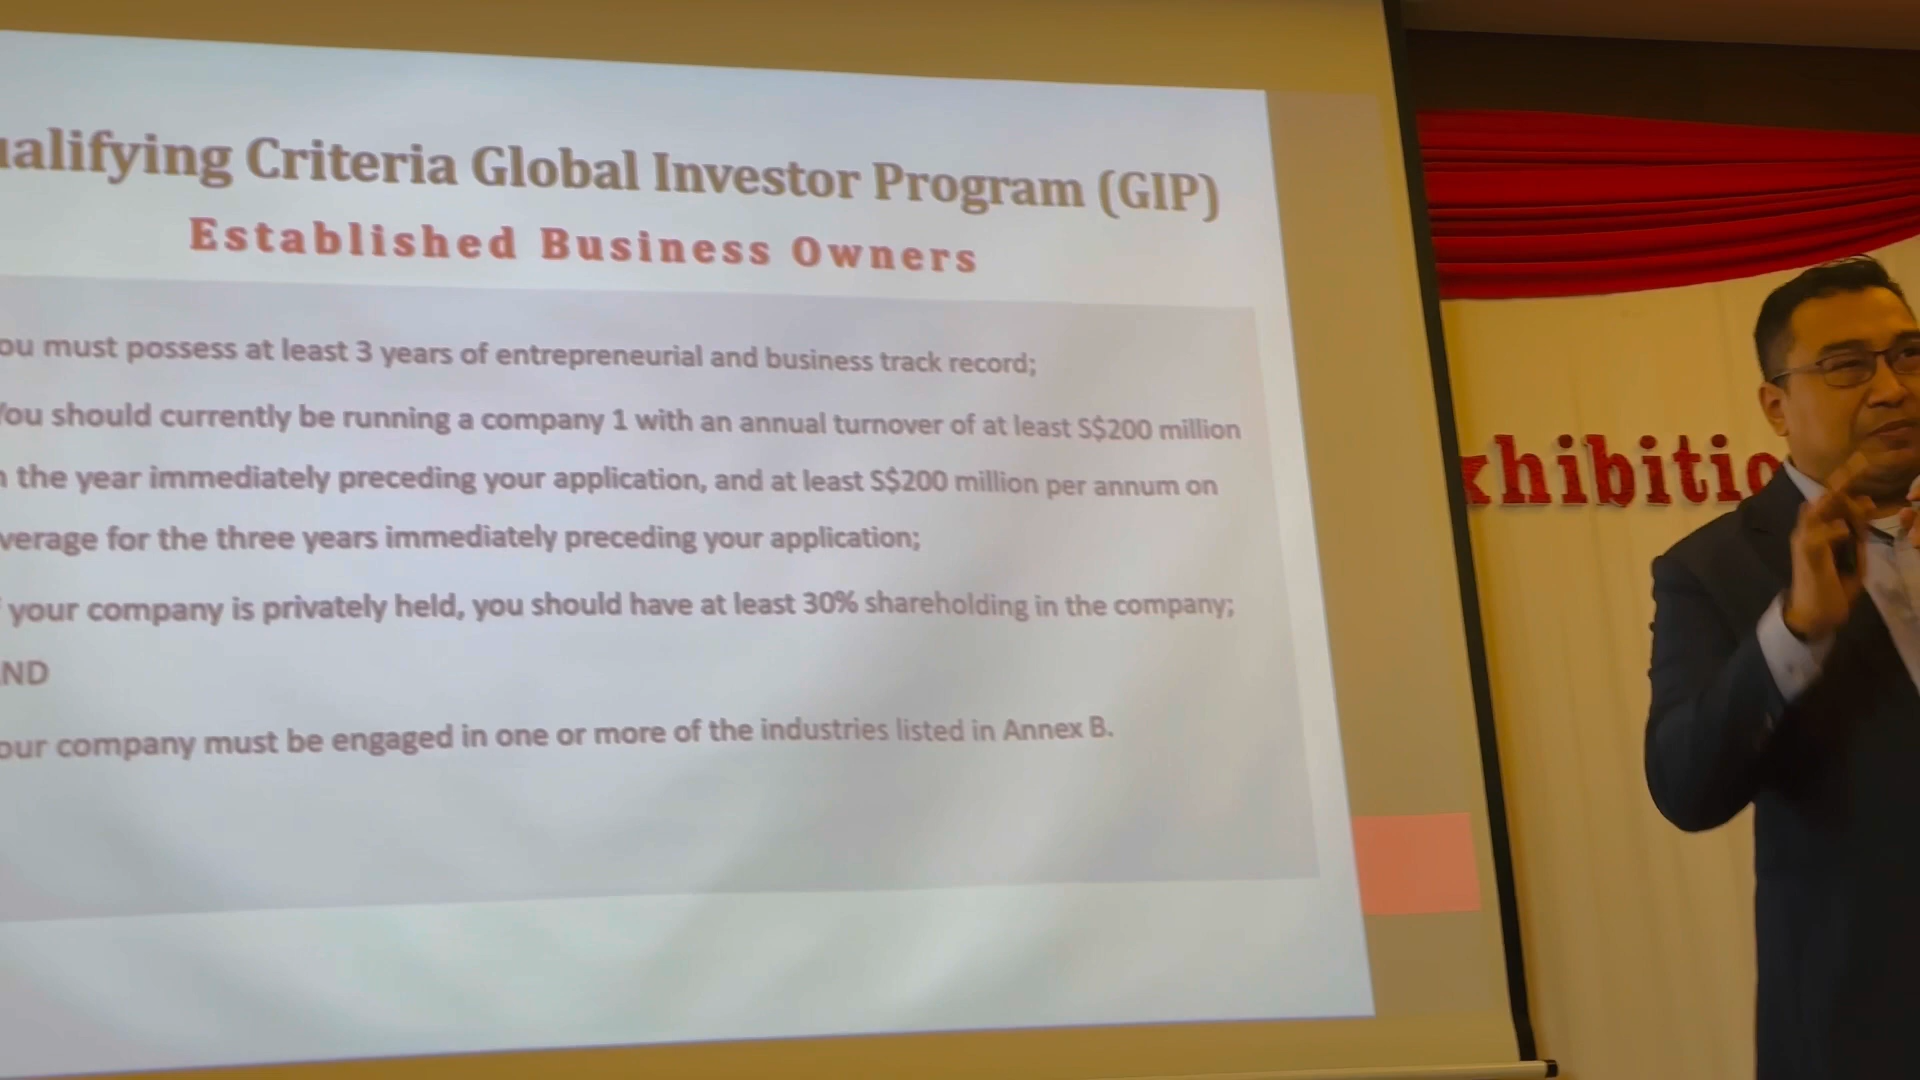 ualifying Criteria Global Investor Program (GIP)
Established Business Owners
ou must possess at least 3 years of entrepreneurial and business track record;
You should currently be running a company 1 with an annual turnover of at least S$200 million
the year immediately preceding your application, and at least S$200 million per annum on
verage for the three years immediately preceding your application;
your company is privately held, you should have at least 30% shareholding in the company;
ND
our company must be engaged in one or more of the industries listed in Annex B.
xhibitio